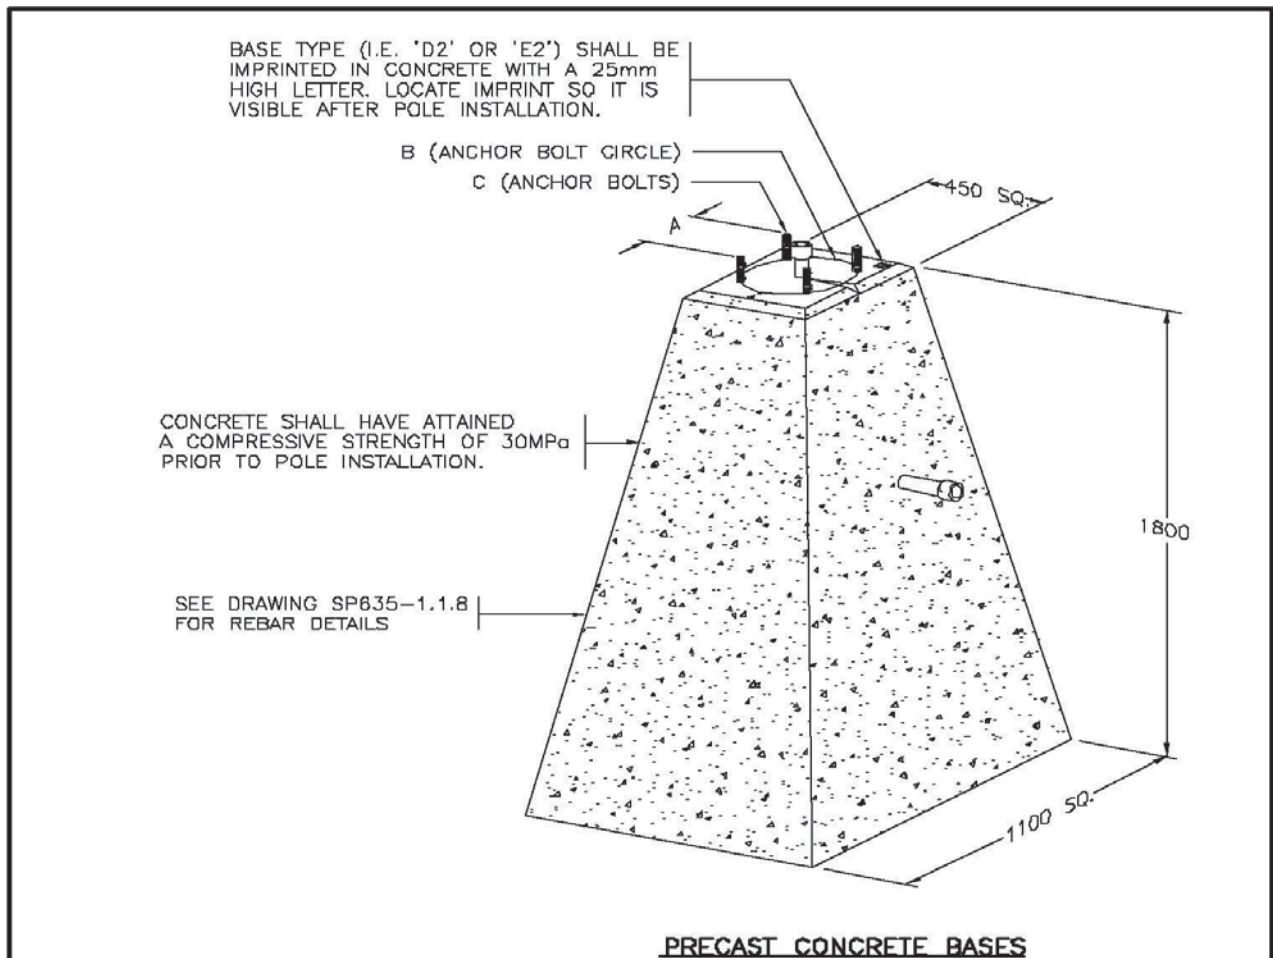 BASE TYPE (I.E. 'D2' OR 'E2') SHALL BE
IMPRINTED IN CONCRETE WITH A 25mm
HIGH LETTER. LOCATE IMPRINT SO IT IS
VISIBLE AFTER POLE INSTALLATION.
B (ANCHOR BOLT CIRCLE)
C (ANCHOR BOLTS)
450 SQ.
A
CONCRETE SHALL HAVE ATTAINED
A COMPRESSIVE STRENGTH OF 30MPa
PRIOR TO POLE INSTALLATION.
1800
SEE DRAWING SP635-1.1.8
FOR REBAR DETAILS
1100 SQ.
PRECAST CONCRETE BASES